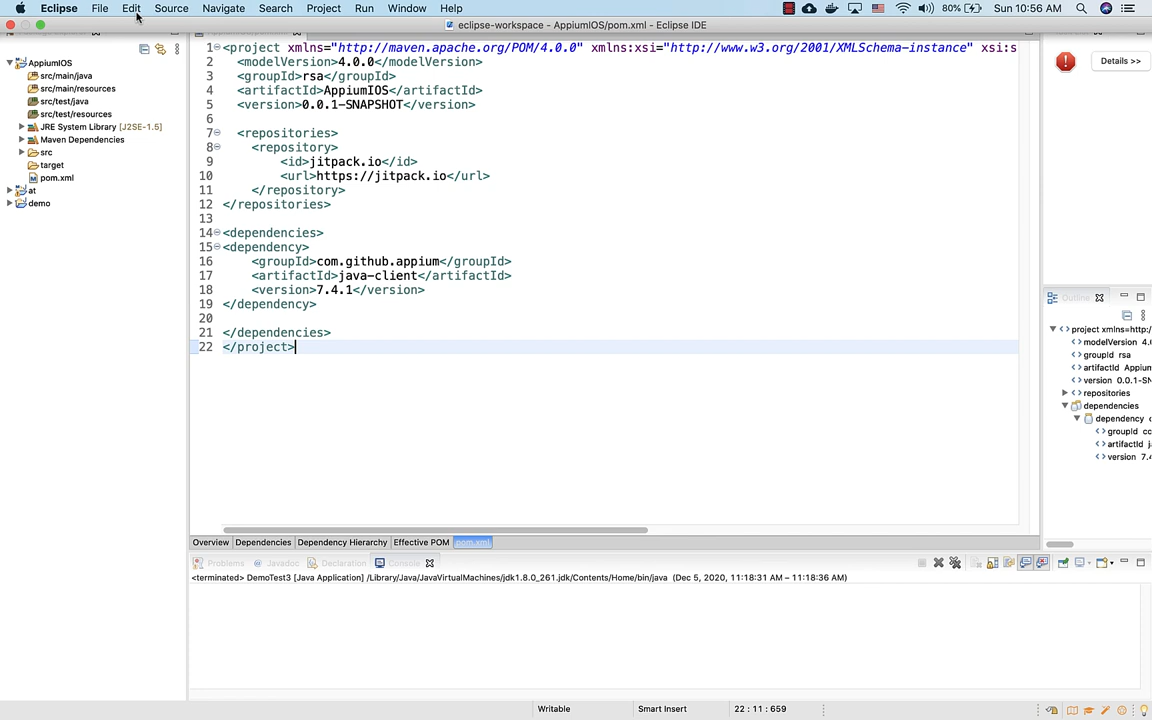 Eclipse File Edit Source Navigate Search Project Run Window Help 80% Sun 10:56 AM
eclipse-workspace - AppiumIOS/pom.xml - Eclipse IDE
AppiumIOS
src/main/java
src/main/resources
src/test/java
src/test/resources
JRE System Library [J2SE-1.5]
Maven Dependencies
src
target
pom.xml
at
demo
1 <project xmlns="http://maven.apache.org/POM/4.0.0" xmlns:xsi="http://www.w3.org/2001/XMLSchema-instance" xsi:s
2 <modelVersion>4.0.0</modelVersion>
3 <groupId>rsa</groupId>
4 <artifactId>AppiumIOS</artifactId>
5 <version>0.0.1-SNAPSHOT</version>
6
7 <repositories>
8 <repository>
9 <id>jitpack.io</id>
10 <url>https://jitpack.io</url>
11 </repository>
12 </repositories>
13
14 <dependencies>
15 <dependency>
16 <groupId>com.github.appium</groupId>
17 <artifactId>java-client</artifactId>
18 <version>7.4.1</version>
19 </dependency>
20
21 </dependencies>
22 </project>
Overview Dependencies Dependency Hierarchy Effective POM pom.xml
Details >>
Outline
project xmlns=http:/
modelVersion 4.
groupId rsa
artifactId Appium
version 0.0.1-SN
repositories
dependencies
dependency
groupId
artifactId
version 7.4
Problems Javadoc Declaration Console
<terminated> DemoTest3 [Java Application] /Library/Java/JavaVirtualMachines/jdk1.8.0_261.jdk/Contents/Home/bin/java (Dec 5, 2020, 11:18:31 AM – 11:18:36 AM)
Writable Smart Insert 22 : 11 : 659